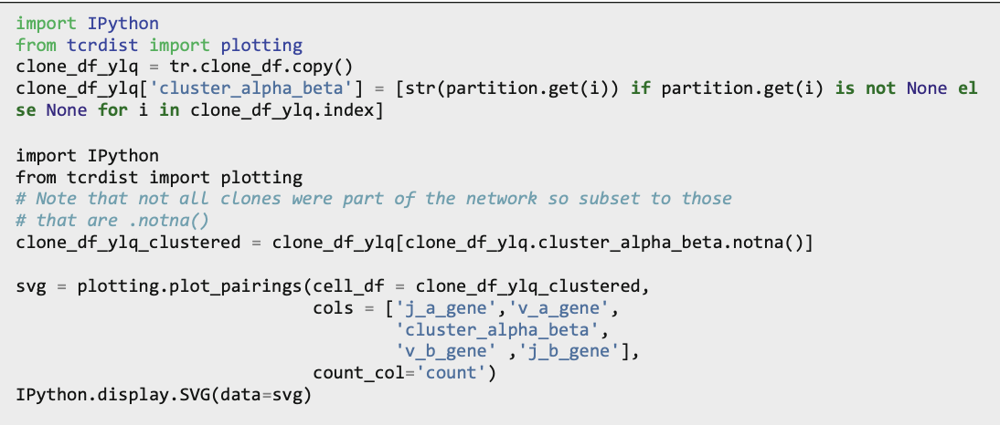 import IPython
from tcrdist import plotting
clone_df_ylq = tr.clone_df.copy()
clone_df_ylq['cluster_alpha_beta'] = [str(partition.get(i)) if partition.get(i) is not None el
se None for i in clone_df_ylq.index]

import IPython
from tcrdist import plotting
# Note that not all clones were part of the network so subset to those
# that are .notna()
clone_df_ylq_clustered = clone_df_ylq[clone_df_ylq.cluster_alpha_beta.notna()]

svg = plotting.plot_pairings(cell_df = clone_df_ylq_clustered,
                             cols = ['j_a_gene','v_a_gene',
                                     'cluster_alpha_beta',
                                     'v_b_gene' ,'j_b_gene'],
                             count_col='count')
IPython.display.SVG(data=svg)